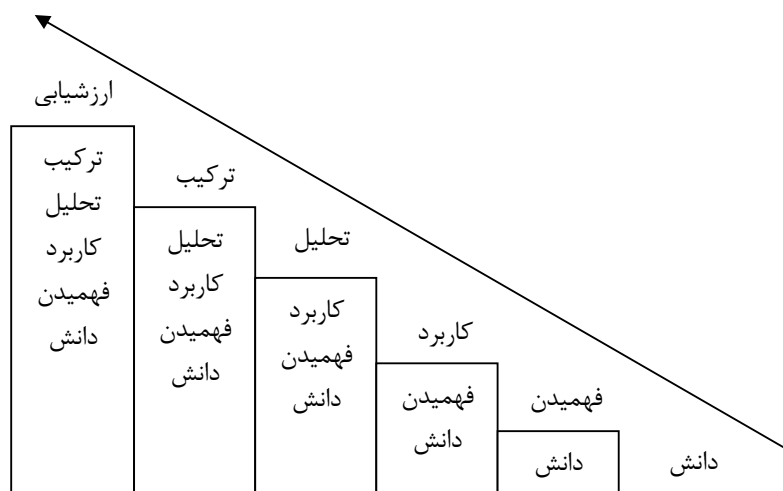 ارزشیابی
ترکیب
تحلیل
کاربرد
فهمیدن
دانش
ترکیب
تحلیل
کاربرد
فهمیدن
دانش
تحلیل
کاربرد
فهمیدن
دانش
کاربرد
فهمیدن
دانش
فهمیدن
دانش
دانش